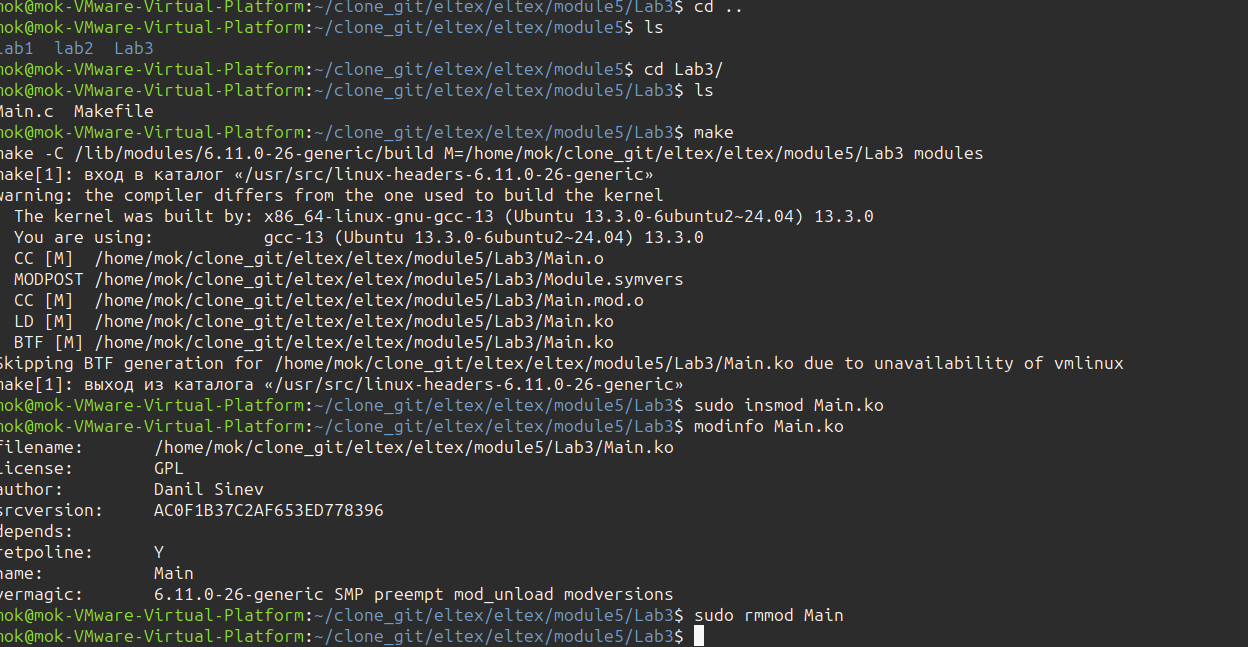 mok@mok-VMware-Virtual-Platform:~/clone_git/eltex/eltex/module5/Lab3$ cd ..
mok@mok-VMware-Virtual-Platform:~/clone_git/eltex/eltex/module5$ ls
Lab1  lab2  Lab3
mok@mok-VMware-Virtual-Platform:~/clone_git/eltex/eltex/module5$ cd Lab3/
mok@mok-VMware-Virtual-Platform:~/clone_git/eltex/eltex/module5/Lab3$ ls
Main.c  Makefile
mok@mok-VMware-Virtual-Platform:~/clone_git/eltex/eltex/module5/Lab3$ make
make -C /lib/modules/6.11.0-26-generic/build M=/home/mok/clone_git/eltex/eltex/module5/Lab3 modules
make[1]: вход в каталог «/usr/src/linux-headers-6.11.0-26-generic»
warning: the compiler differs from the one used to build the kernel
  The kernel was built by: x86_64-linux-gnu-gcc-13 (Ubuntu 13.3.0-6ubuntu2~24.04) 13.3.0
  You are using:           gcc-13 (Ubuntu 13.3.0-6ubuntu2~24.04) 13.3.0
  CC [M]  /home/mok/clone_git/eltex/eltex/module5/Lab3/Main.o
  MODPOST /home/mok/clone_git/eltex/eltex/module5/Lab3/Module.symvers
  CC [M]  /home/mok/clone_git/eltex/eltex/module5/Lab3/Main.mod.o
  LD [M]  /home/mok/clone_git/eltex/eltex/module5/Lab3/Main.ko
  BTF [M] /home/mok/clone_git/eltex/eltex/module5/Lab3/Main.ko
Skipping BTF generation for /home/mok/clone_git/eltex/eltex/module5/Lab3/Main.ko due to unavailability of vmlinux
make[1]: выход из каталога «/usr/src/linux-headers-6.11.0-26-generic»
mok@mok-VMware-Virtual-Platform:~/clone_git/eltex/eltex/module5/Lab3$ sudo insmod Main.ko
mok@mok-VMware-Virtual-Platform:~/clone_git/eltex/eltex/module5/Lab3$ modinfo Main.ko
filename:       /home/mok/clone_git/eltex/eltex/module5/Lab3/Main.ko
license:        GPL
author:         Danil Sinev
srcversion:     AC0F1B37C2AF653ED778396
depends:
retpoline:      Y
name:           Main
vermagic:       6.11.0-26-generic SMP preempt mod_unload modversions
mok@mok-VMware-Virtual-Platform:~/clone_git/eltex/eltex/module5/Lab3$ sudo rmmod Main
mok@mok-VMware-Virtual-Platform:~/clone_git/eltex/eltex/module5/Lab3$